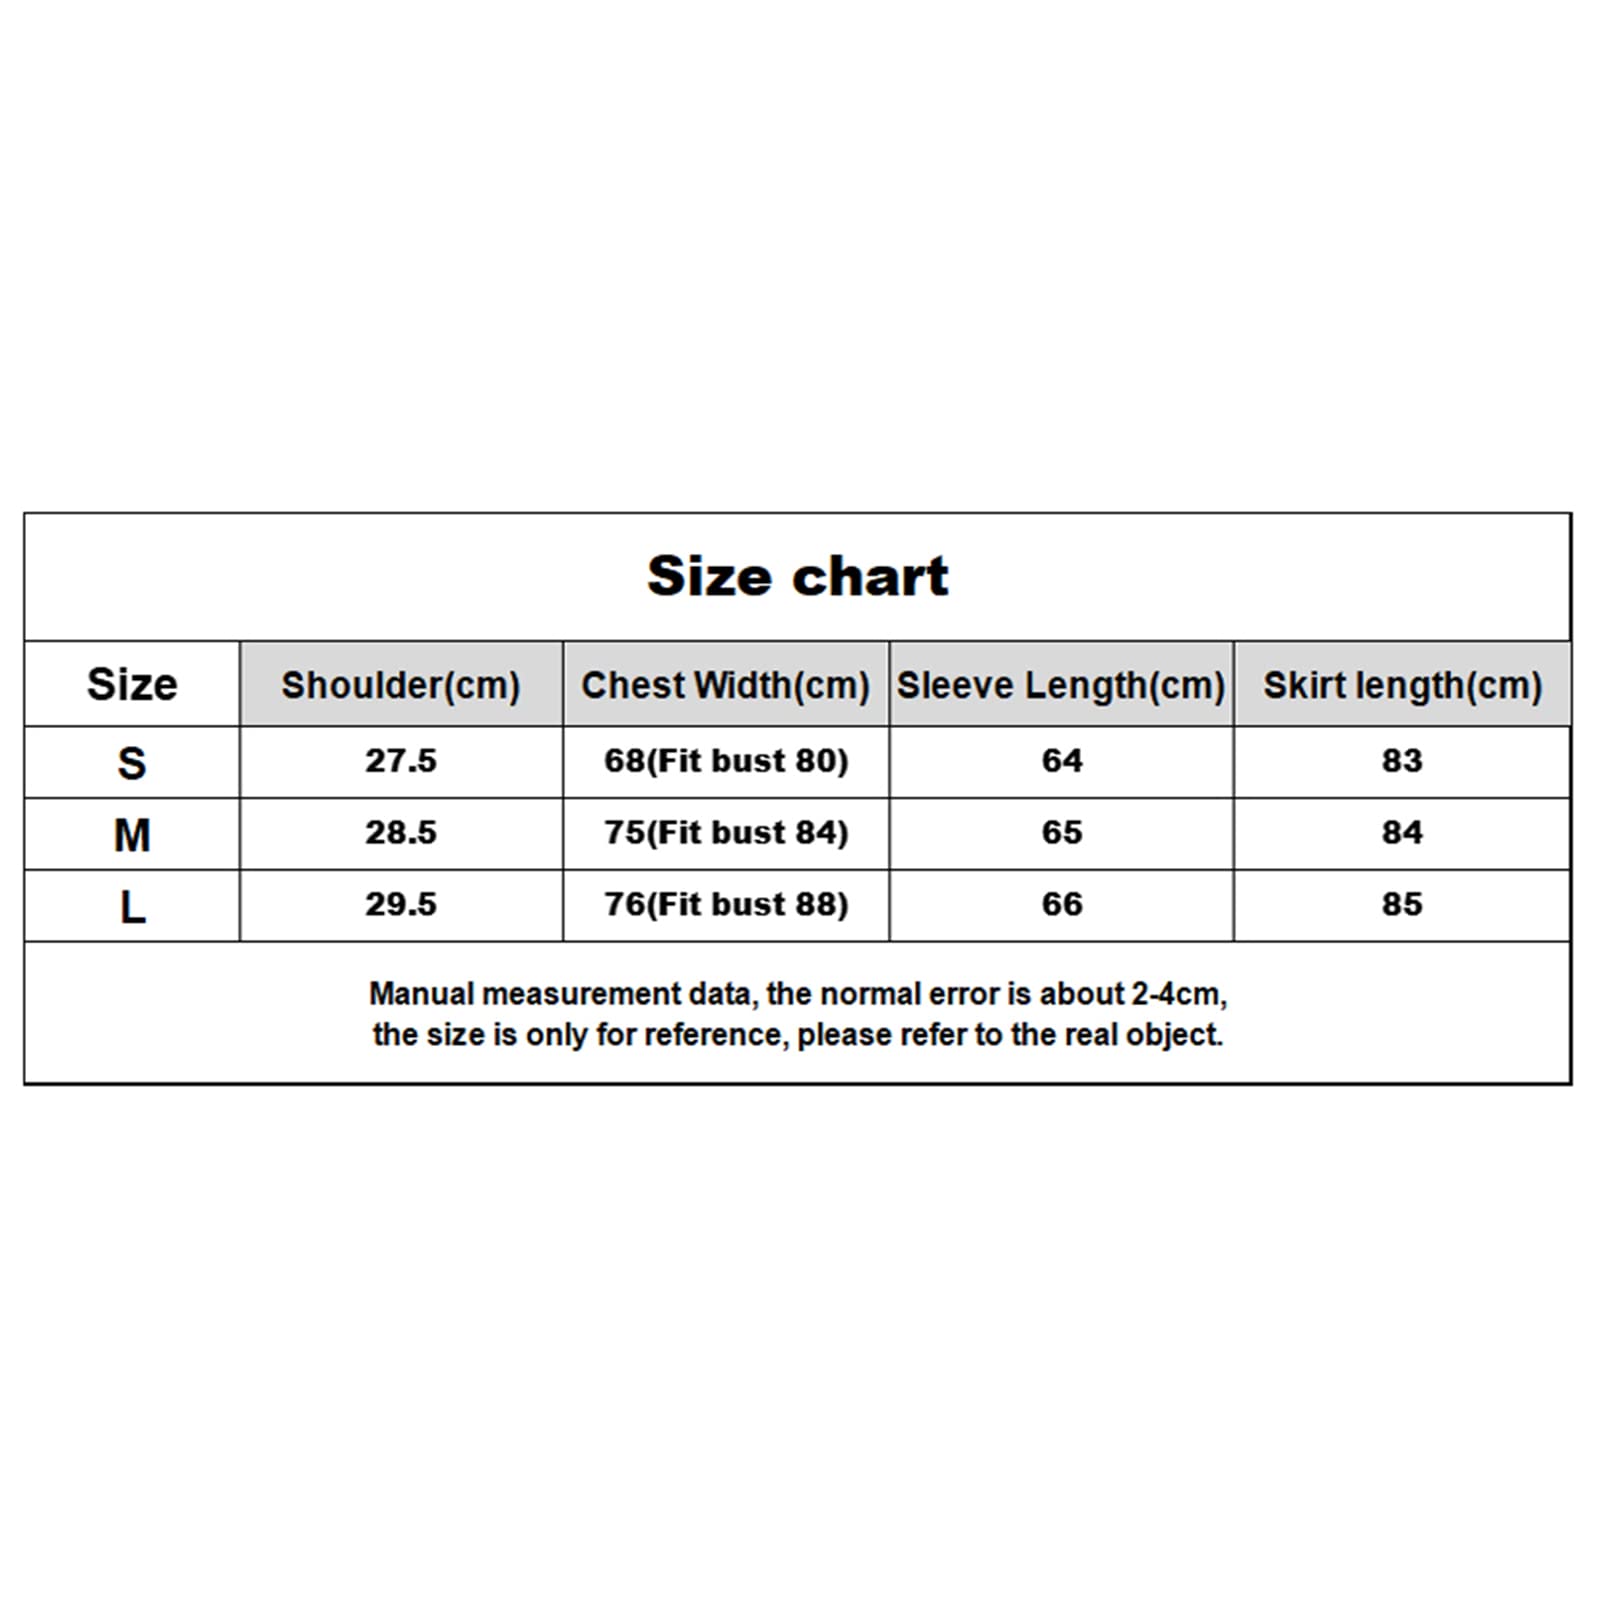 Size chart
Size Shoulder(cm) Chest Width(cm) Sleeve Length(cm) Skirt length(cm)
S 27.5 68(Fit bust 80) 64 83
M 28.5 75(Fit bust 84) 65 84
L 29.5 76(Fit bust 88) 66 85
Manual measurement data, the normal error is about 2-4cm,
the size is only for reference, please refer to the real object.